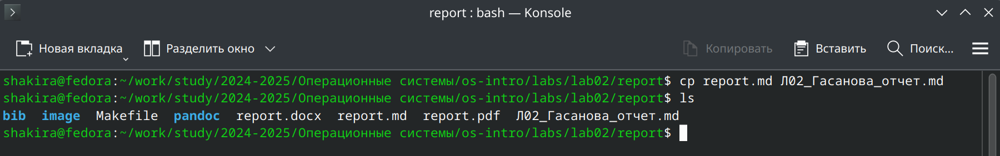 report : bash — Konsole
Новая вкладка Разделить окно Копировать Вставить Поиск...
shakira@fedora:~/work/study/2024-2025/Операционные системы/os-intro/labs/lab02/report$ cp report.md Л02_Гасанова_отчет.md
shakira@fedora:~/work/study/2024-2025/Операционные системы/os-intro/labs/lab02/report$ ls
bib image Makefile pandoc report.docx report.md report.pdf Л02_Гасанова_отчет.md
shakira@fedora:~/work/study/2024-2025/Операционные системы/os-intro/labs/lab02/report$